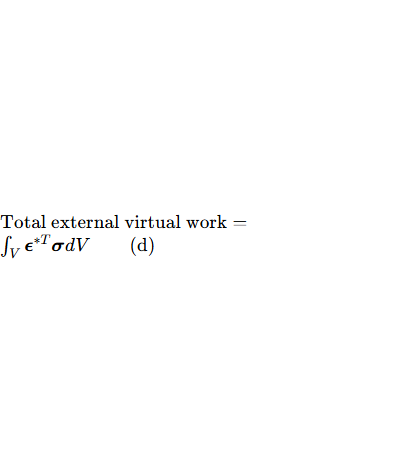 Total external virtual work =
∫_V ϵ*ᵀ σdV (d)